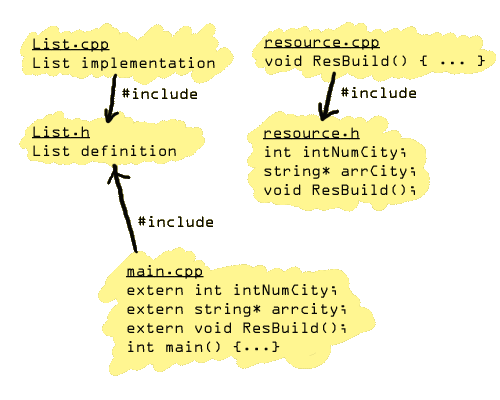 List.cpp
List implementation
#include
List.h
List definition
#include
resource.cpp
void ResBuild() { ... }
#include
resource.h
int intNumCity;
string* arrCity;
void ResBuild();
main.cpp
extern int intNumCity;
extern string* arrcity;
extern void ResBuild();
int main() {...}